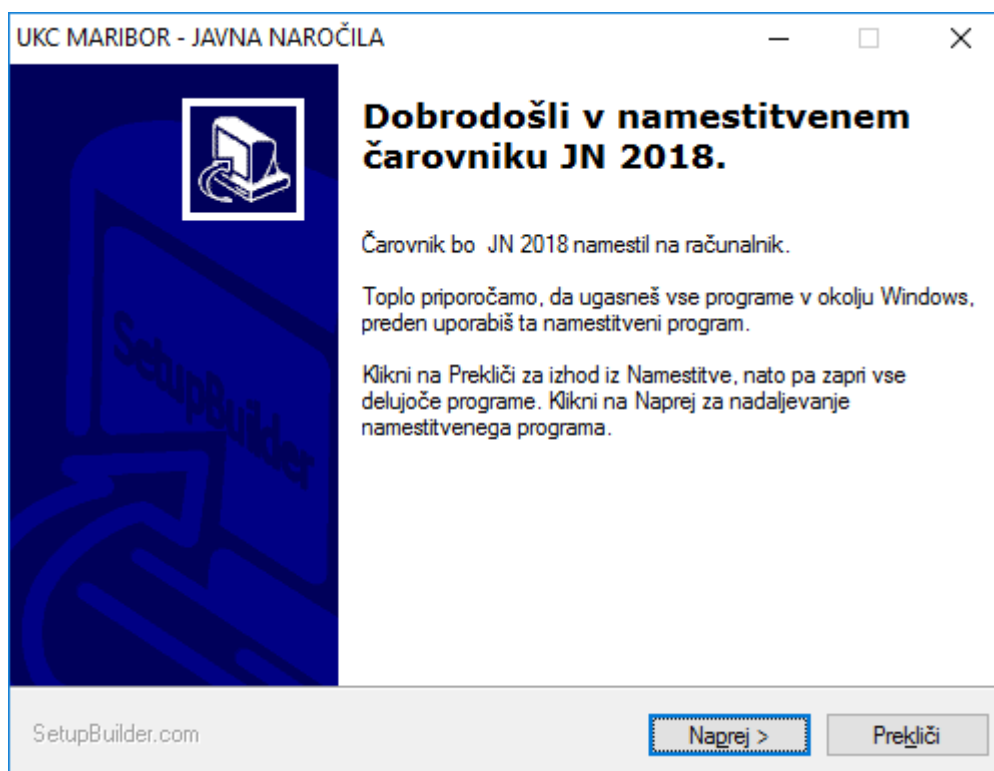 UKC MARIBOR - JAVNA NAROČILA
Dobrodošli v namestitvenem
čarovniku JN 2018.
Čarovnik bo  JN 2018 namestil na računalnik.
Toplo priporočamo, da ugasneš vse programe v okolju Windows,
preden uporabiš ta namestitveni program.
Klikni na Prekliči za izhod iz Namestitve, nato pa zapri vse
delujoče programe. Klikni na Naprej za nadaljevanje
namestitvenega programa.
SetupBuilder
SetupBuilder.com
Naprej >
Prekliči